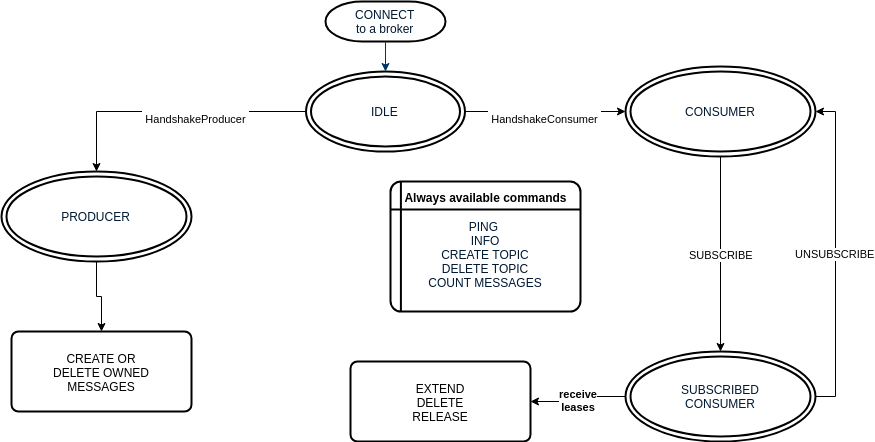 CONNECT
to a broker
IDLE
CONSUMER
HandshakeProducer
HandshakeConsumer
PRODUCER
Always available commands
PING
INFO
CREATE TOPIC
DELETE TOPIC
COUNT MESSAGES
SUBSCRIBE
UNSUBSCRIBE
CREATE OR
DELETE OWNED
MESSAGES
EXTEND
DELETE
RELEASE
receive
leases
SUBSCRIBED
CONSUMER